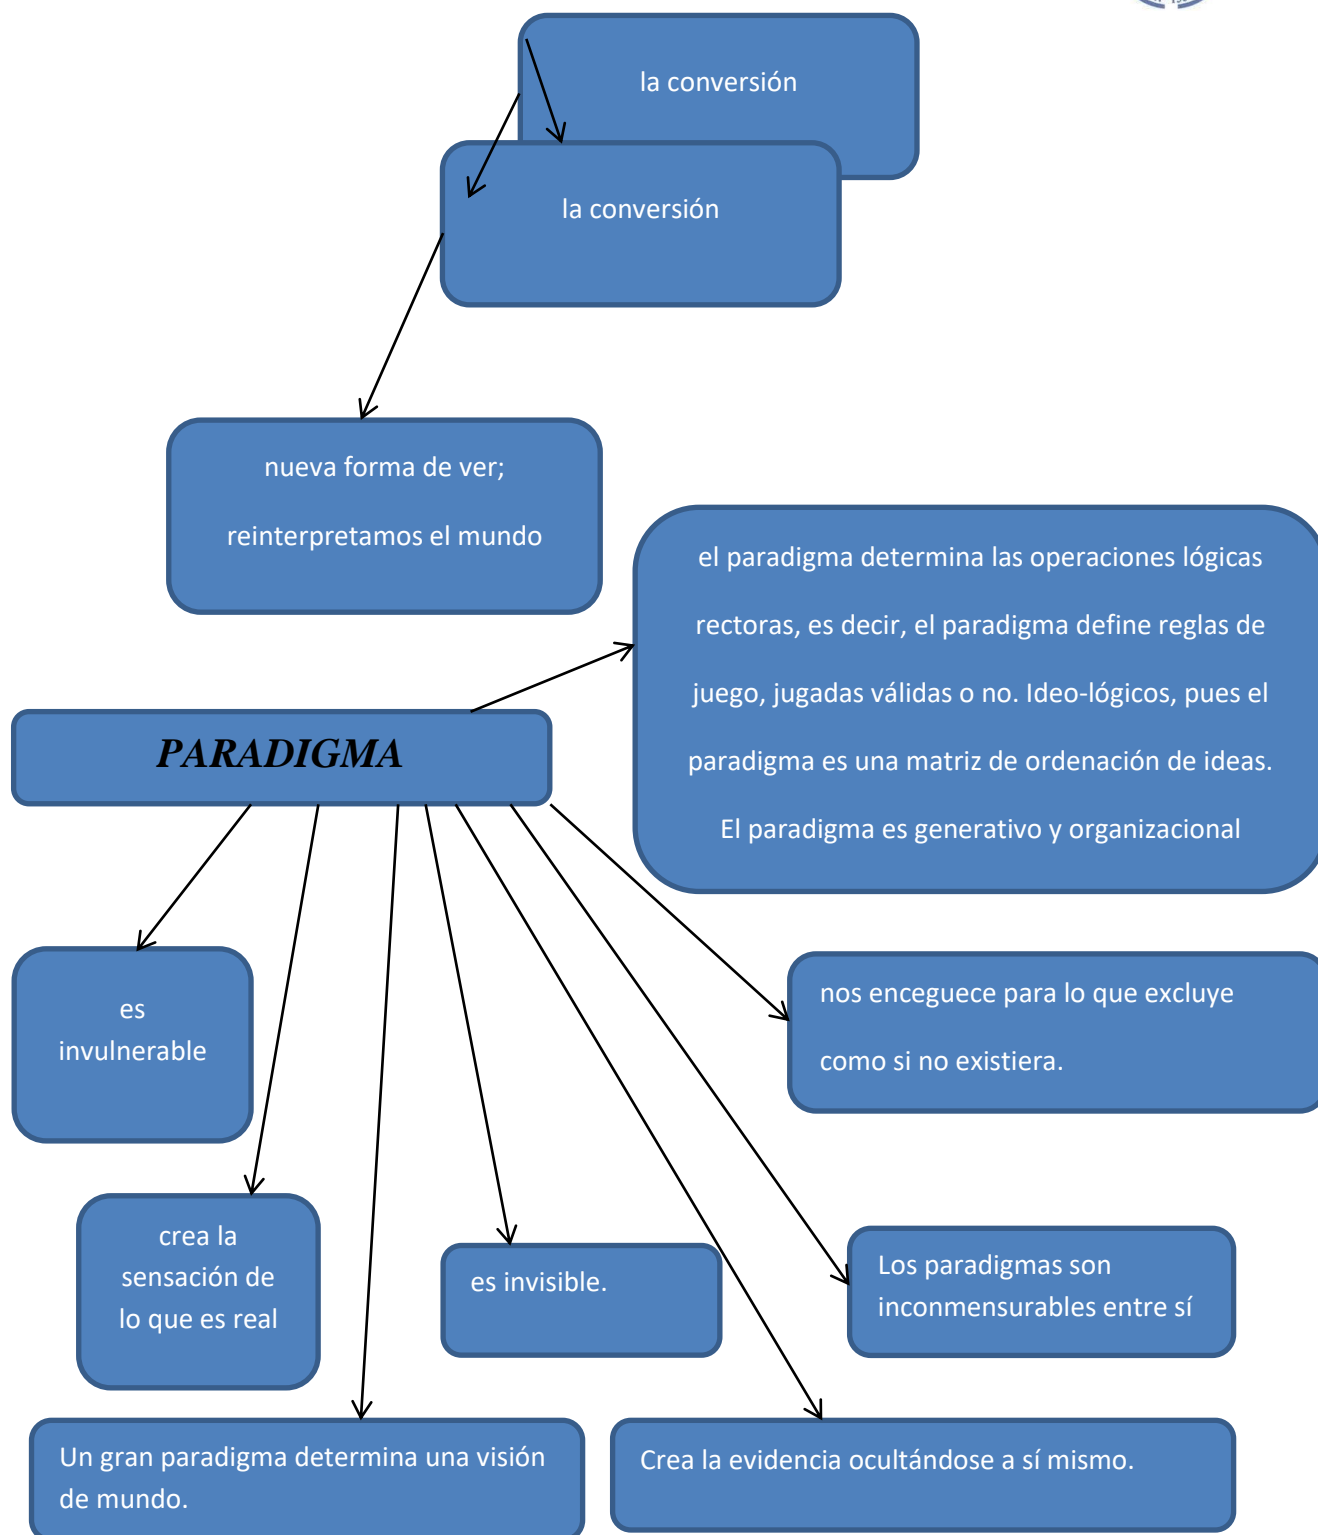 la conversión
la conversión
nueva forma de ver;
reinterpretamos el mundo
el paradigma determina las operaciones lógicas
rectoras, es decir, el paradigma define reglas de
juego, jugadas válidas o no. Ideo-lógicos, pues el
paradigma es una matriz de ordenación de ideas.
El paradigma es generativo y organizacional
PARADIGMA
es
invulnerable
nos enceguece para lo que excluye
como si no existiera.
crea la
sensación de
lo que es real
es invisible.
Los paradigmas son
inconmensurables entre sí
Un gran paradigma determina una visión
de mundo.
Crea la evidencia ocultándose a sí mismo.